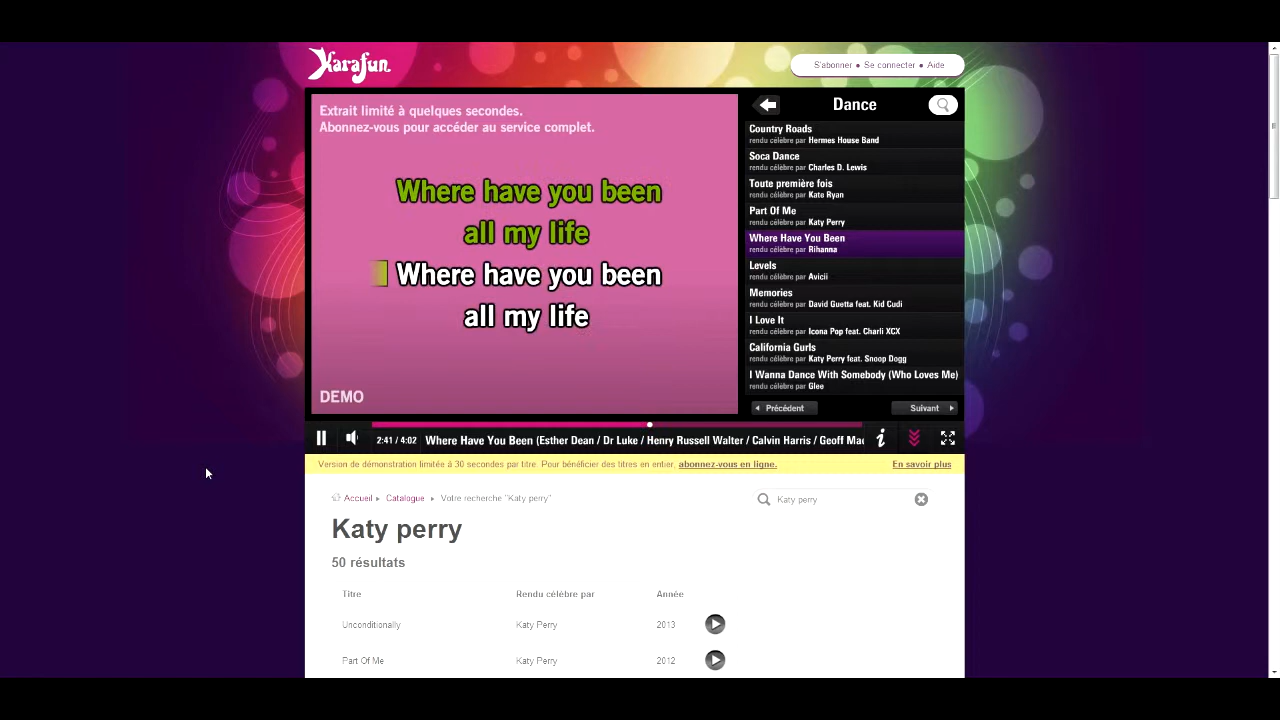 Karafun
S'abonner • Se connecter • Aide
Extrait limité à quelques secondes.
Abonnez-vous pour accéder au service complet.
Where have you been
all my life
Where have you been
all my life
DEMO
Dance
Country Roads
rendu célèbre par Hermes House Band
Soca Dance
rendu célèbre par Charles D. Lewis
Toute première fois
rendu célèbre par Kate Ryan
Part Of Me
rendu célèbre par Katy Perry
Where Have You Been
rendu célèbre par Rihanna
Levels
rendu célèbre par Avicii
Memories
rendu célèbre par David Guetta feat. Kid Cudi
I Love It
rendu célèbre par Icona Pop feat. Charli XCX
California Gurls
rendu célèbre par Katy Perry feat. Snoop Dogg
I Wanna Dance With Somebody (Who Loves Me)
rendu célèbre par Glee
Précédent Suivant
2:41 / 4:02 Where Have You Been (Esther Dean / Dr Luke / Henry Russell Walter / Calvin Harris / Geoff Mac
Version de démonstration limitée à 30 secondes par titre. Pour bénéficier des titres en entier, abonnez-vous en ligne. En savoir plus
Accueil Catalogue Votre recherche "Katy perry" Katy perry
Katy perry
50 résultats
Titre Rendu célèbre par Année
Unconditionally Katy Perry 2013
Part Of Me Katy Perry 2012